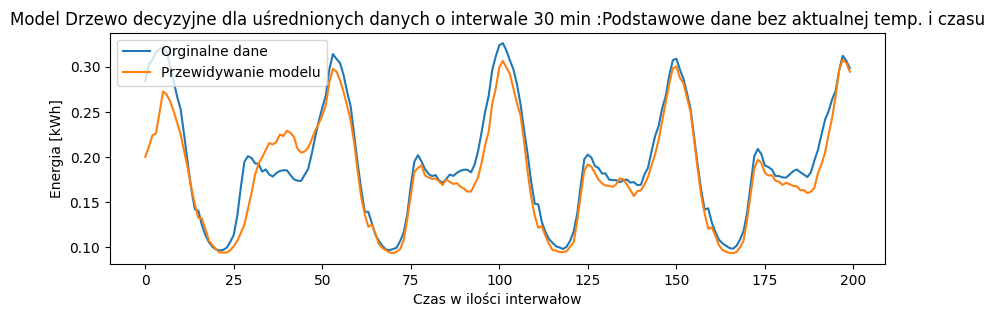 Model Drzewo decyzyjne dla uśrednionych danych o interwale 30 min :Podstawowe dane bez aktualnej temp. i czasu
Orginalne dane
Przewidywanie modelu
Energia [kWh]
0.30
0.25
0.20
0.15
0.10
0
25
50
75
100
125
150
175
200
Czas w ilości interwałow